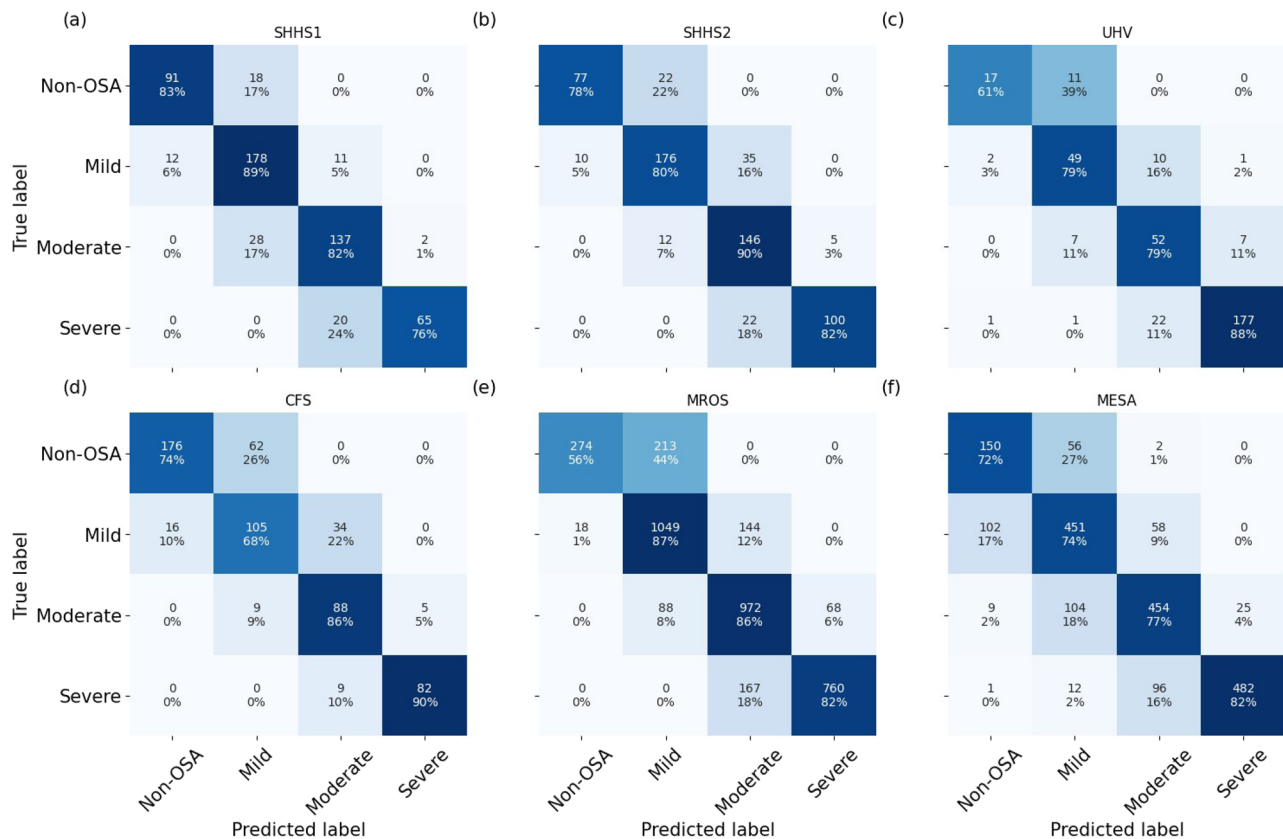 (a) SHHS1
(b) SHHS2
(c) UHV
True label
Non-OSA
91 18 0 0
83% 17% 0% 0%
77 22 0 0
78% 22% 0% 0%
17 11 0 0
61% 39% 0% 0%
Mild
12 178 11 0
6% 89% 5% 0%
10 176 35 0
5% 80% 16% 0%
2 49 10 1
3% 79% 16% 2%
Moderate
0 28 137 2
0% 17% 82% 1%
0 12 146 5
0% 7% 90% 3%
0 7 52 7
0% 11% 79% 11%
Severe
0 0 20 65
0% 0% 24% 76%
0 0 22 100
0% 0% 18% 82%
1 1 22 177
0% 0% 11% 88%
(d) CFS
(e) MROS
(f) MESA
True label
Non-OSA
176 62 0 0
74% 26% 0% 0%
274 213 0 0
56% 44% 0% 0%
150 56 2 0
72% 27% 1% 0%
Mild
16 105 34 0
10% 68% 22% 0%
18 1049 144 0
1% 87% 12% 0%
102 451 58 0
17% 74% 9% 0%
Moderate
0 9 88 5
0% 9% 86% 5%
0 88 972 68
0% 8% 86% 6%
9 104 454 25
2% 18% 77% 4%
Severe
0 0 9 82
0% 0% 10% 90%
0 0 167 760
0% 0% 18% 82%
1 12 96 482
0% 2% 16% 82%
Non-OSA Mild Moderate Severe
Non-OSA Mild Moderate Severe
Non-OSA Mild Moderate Severe
Predicted label
Predicted label
Predicted label